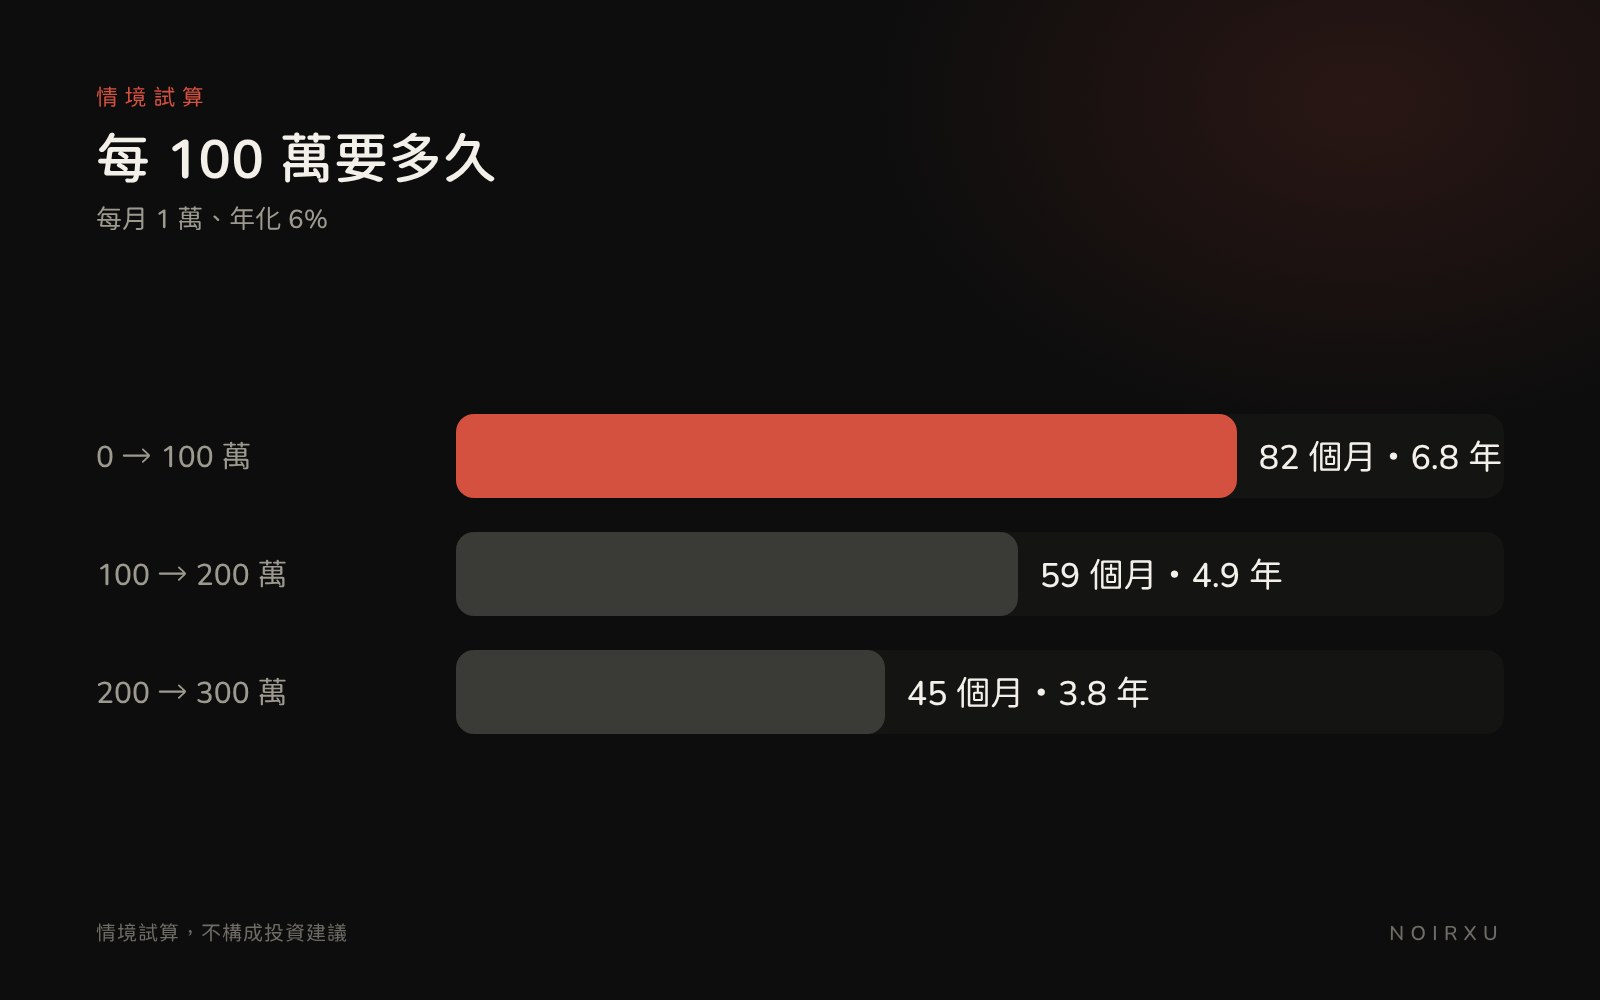 情境試算
每 100 萬要多久
每月 1 萬、年化 6%
0 → 100 萬
82 個月・6.8 年
100 → 200 萬
59 個月・4.9 年
200 → 300 萬
45 個月・3.8 年
情境試算，不構成投資建議
NOIRXU